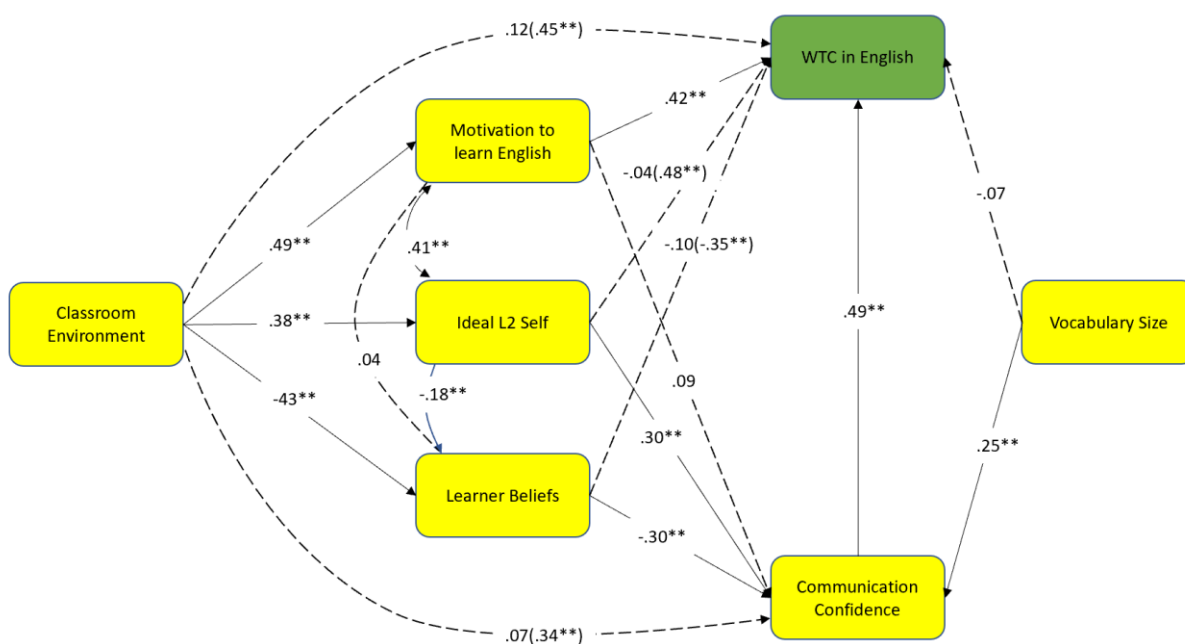 .12(.45**)
WTC in English
.42**
Motivation to
learn English
-.04(.48**)
-.07
.49**
.41**
-.10(-.35**)
Classroom
Environment
.38**
Ideal L2 Self
.49**
Vocabulary Size
.04
.09
-.18**
-43**
.30**
.25**
Learner Beliefs
-.30**
Communication
Confidence
.07(.34**)